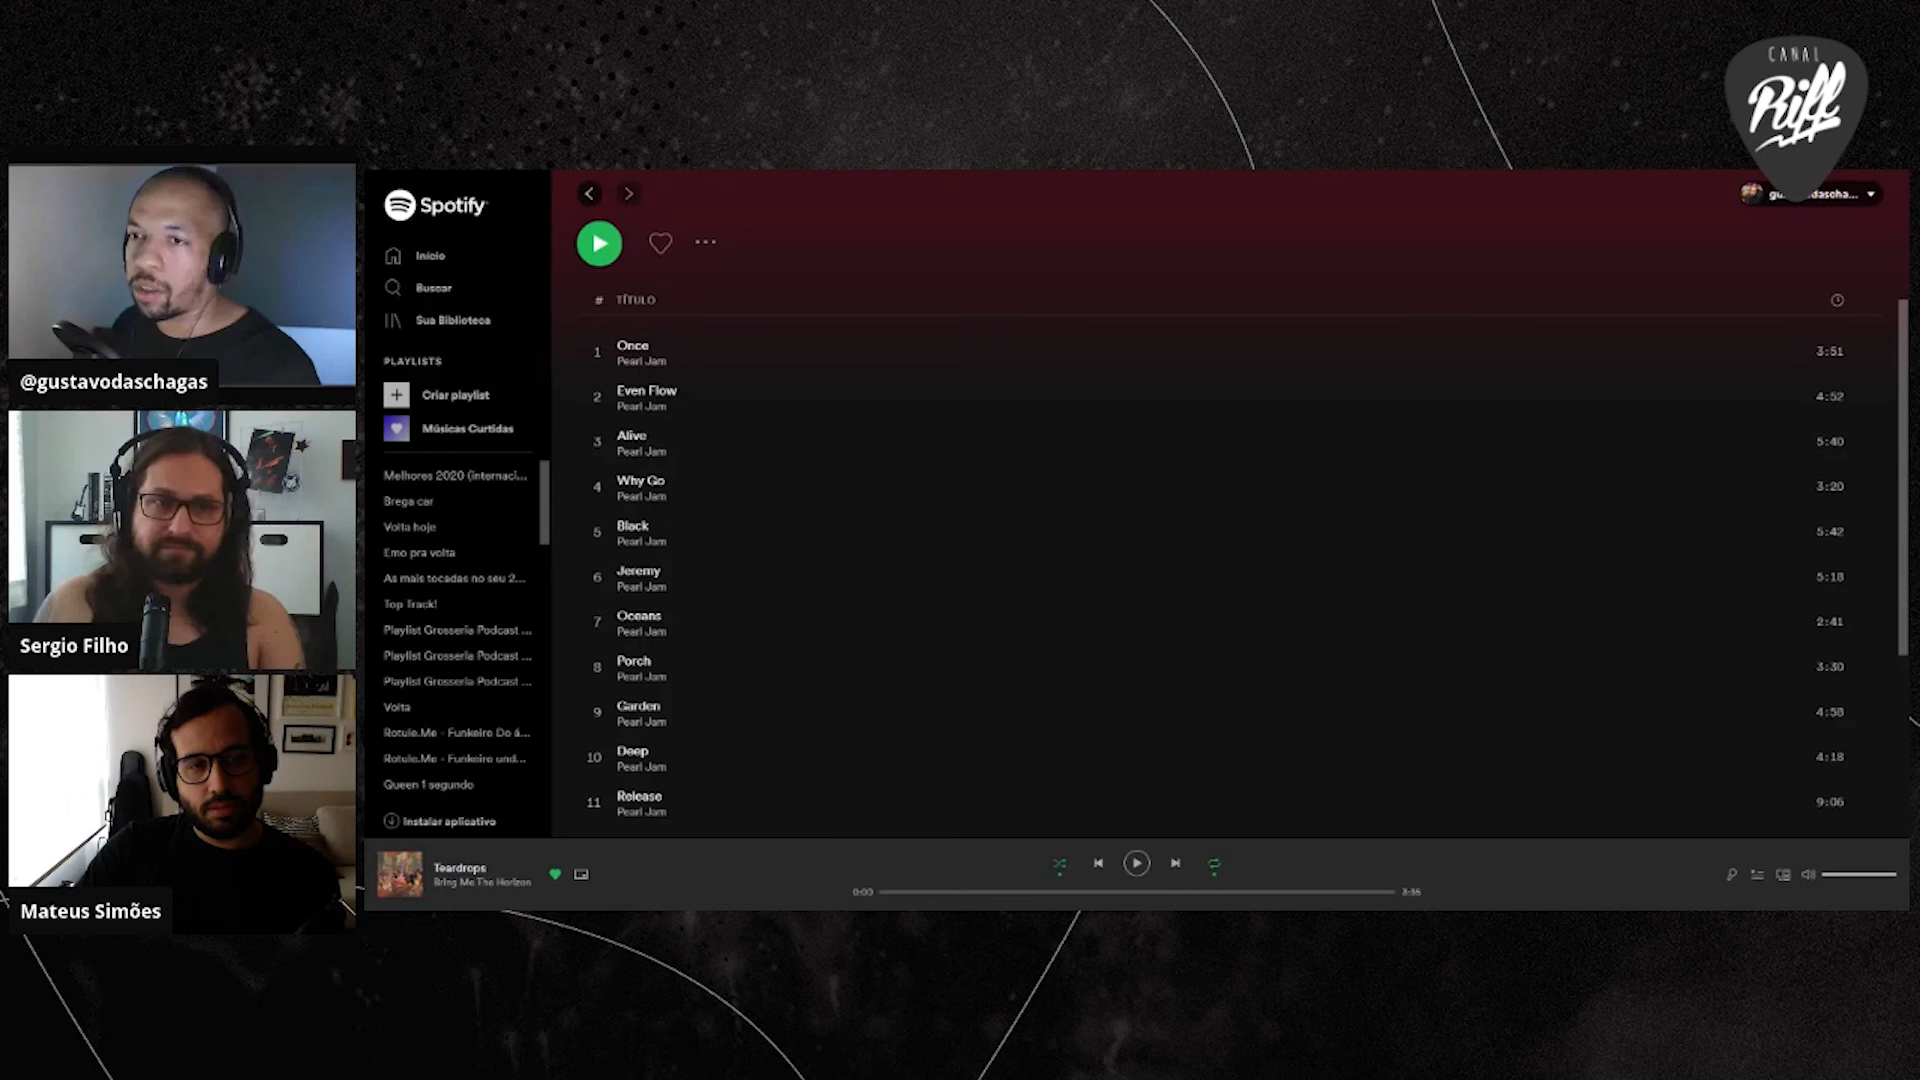 CANAL
Riff
@gustavodaschagas
Sergio Filho
Mateus Simões
Spotify
Início
Buscar
Sua Biblioteca
PLAYLISTS
Criar playlist
Músicas Curtidas
Melhores 2020 (internaci...
Brega car
Volta hoje
Emo pra volta
As mais tocadas no seu 2...
Top Track!
Playlist Grosseria Podcast ...
Playlist Grosseria Podcast ...
Playlist Grosseria Podcast ...
Volta
Rotule.Me - Funkeiro Do á...
Rotule.Me - Funkeiro und...
Queen 1 segundo
Instalar aplicativo
# TÍTULO
1 Once 3:51
Pearl Jam
2 Even Flow 4:52
Pearl Jam
3 Alive 5:40
Pearl Jam
4 Why Go 3:20
Pearl Jam
5 Black 5:42
Pearl Jam
6 Jeremy 5:18
Pearl Jam
7 Oceans 2:41
Pearl Jam
8 Porch 3:30
Pearl Jam
9 Garden 4:58
Pearl Jam
10 Deep 4:18
Pearl Jam
11 Release 9:06
Pearl Jam
Teardrops
Bring Me The Horizon
0:00 3:35